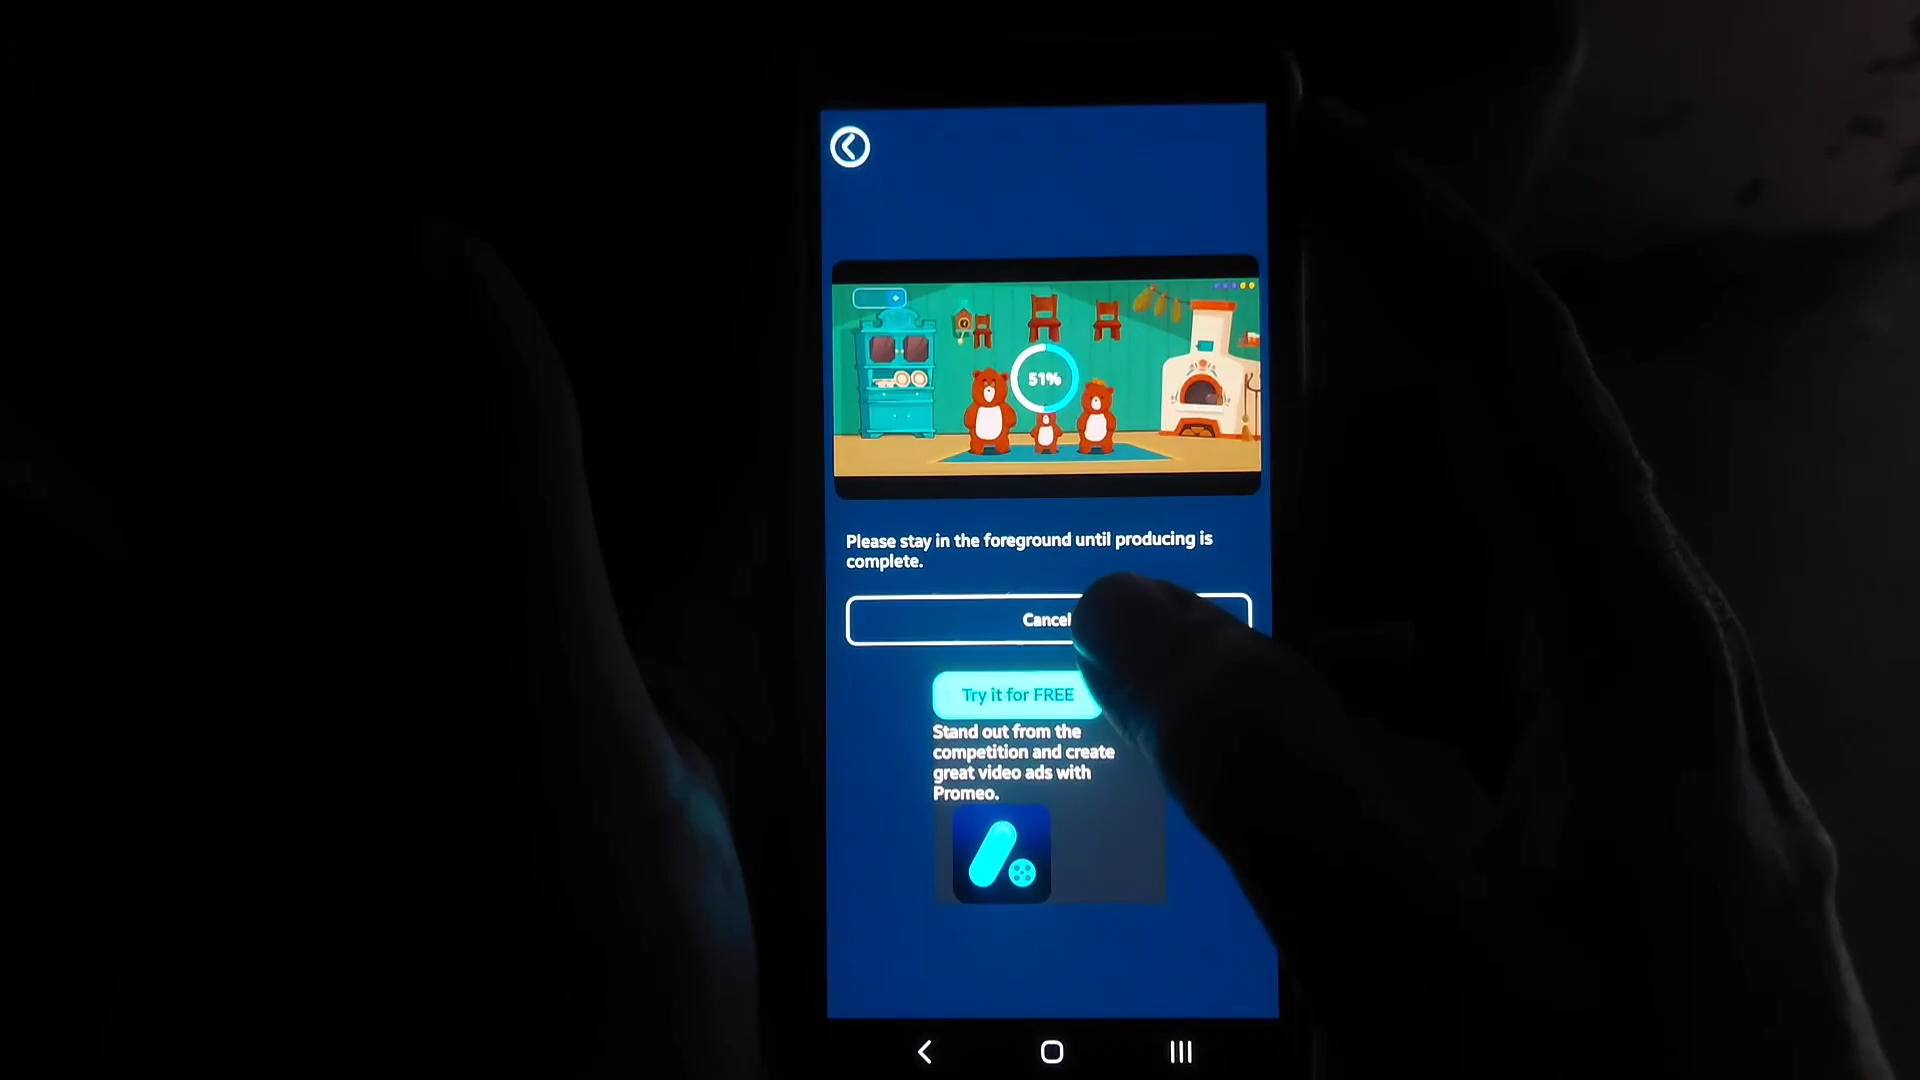 51%
Please stay in the foreground until producing is
complete.
Cancel
Try it for FREE
Stand out from the
competition and create
great video ads with
Promeo.